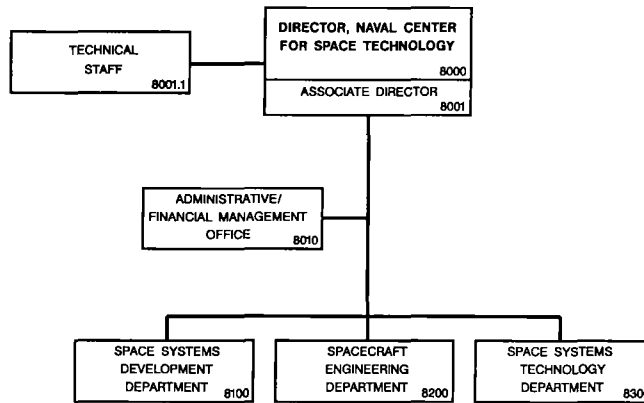 DIRECTOR, NAVAL CENTER
FOR SPACE TECHNOLOGY
8000
ASSOCIATE DIRECTOR
8001
TECHNICAL
STAFF
8001.1
ADMINISTRATIVE/
FINANCIAL MANAGEMENT
OFFICE
8010
SPACE SYSTEMS
DEVELOPMENT
DEPARTMENT
8100
SPACECRAFT
ENGINEERING
DEPARTMENT
8200
SPACE SYSTEMS
TECHNOLOGY
DEPARTMENT